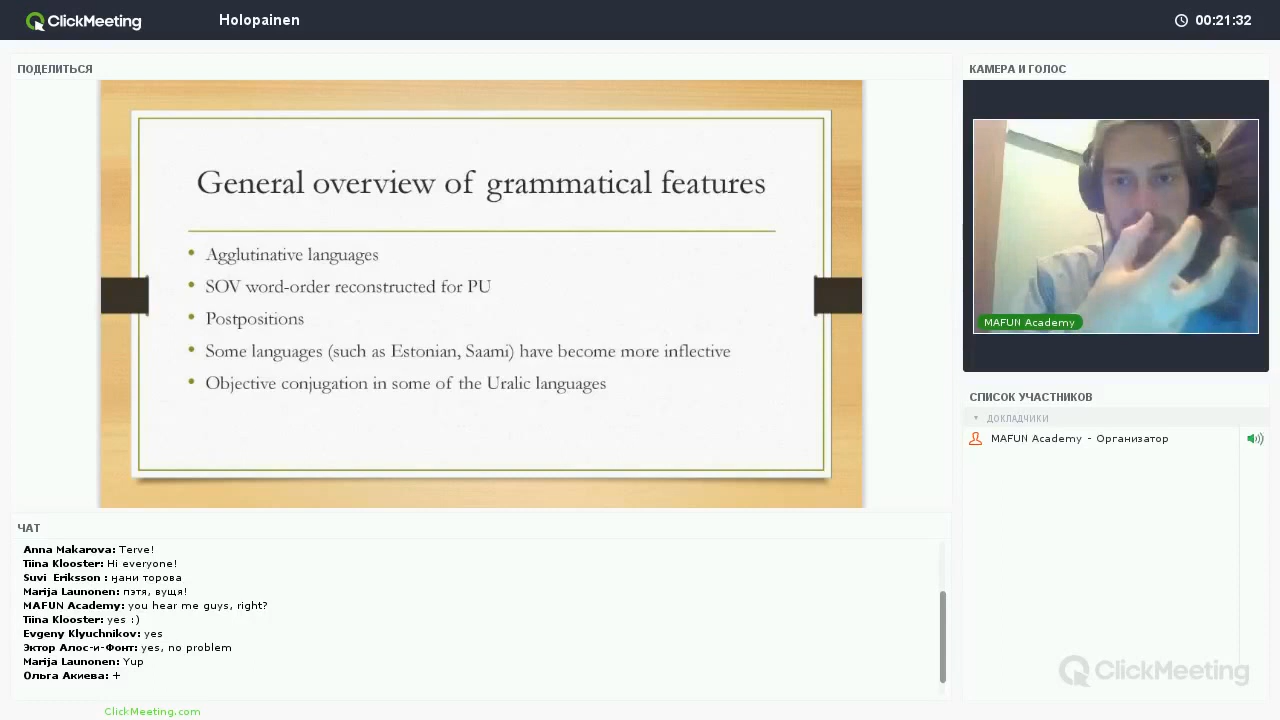 ClickMeeting
Holopainen
00:21:32
ПОДЕЛИТЬСЯ
General overview of grammatical features
• Agglutinative languages
• SOV word-order reconstructed for PU
• Postpositions
• Some languages (such as Estonian, Saami) have become more inflective
• Objective conjugation in some of the Uralic languages
КАМЕРА И ГОЛОС
MAFUN Academy
СПИСОК УЧАСТНИКОВ
ДОКЛАДЧИКИ
MAFUN Academy - Организатор
ЧАТ
Anna Makarova: Terve!
Tiina Klooster: Hi everyone!
Suvi Eriksson : ӈани торова
Marija Launonen: пэтя, вущя!
MAFUN Academy: you hear me guys, right?
Tiina Klooster: yes :)
Evgeny Klyuchnikov: yes
Эктор Алос-и-Фонт: yes, no problem
Marija Launonen: Yup
Ольга Акиева: +
ClickMeeting
ClickMeeting.com